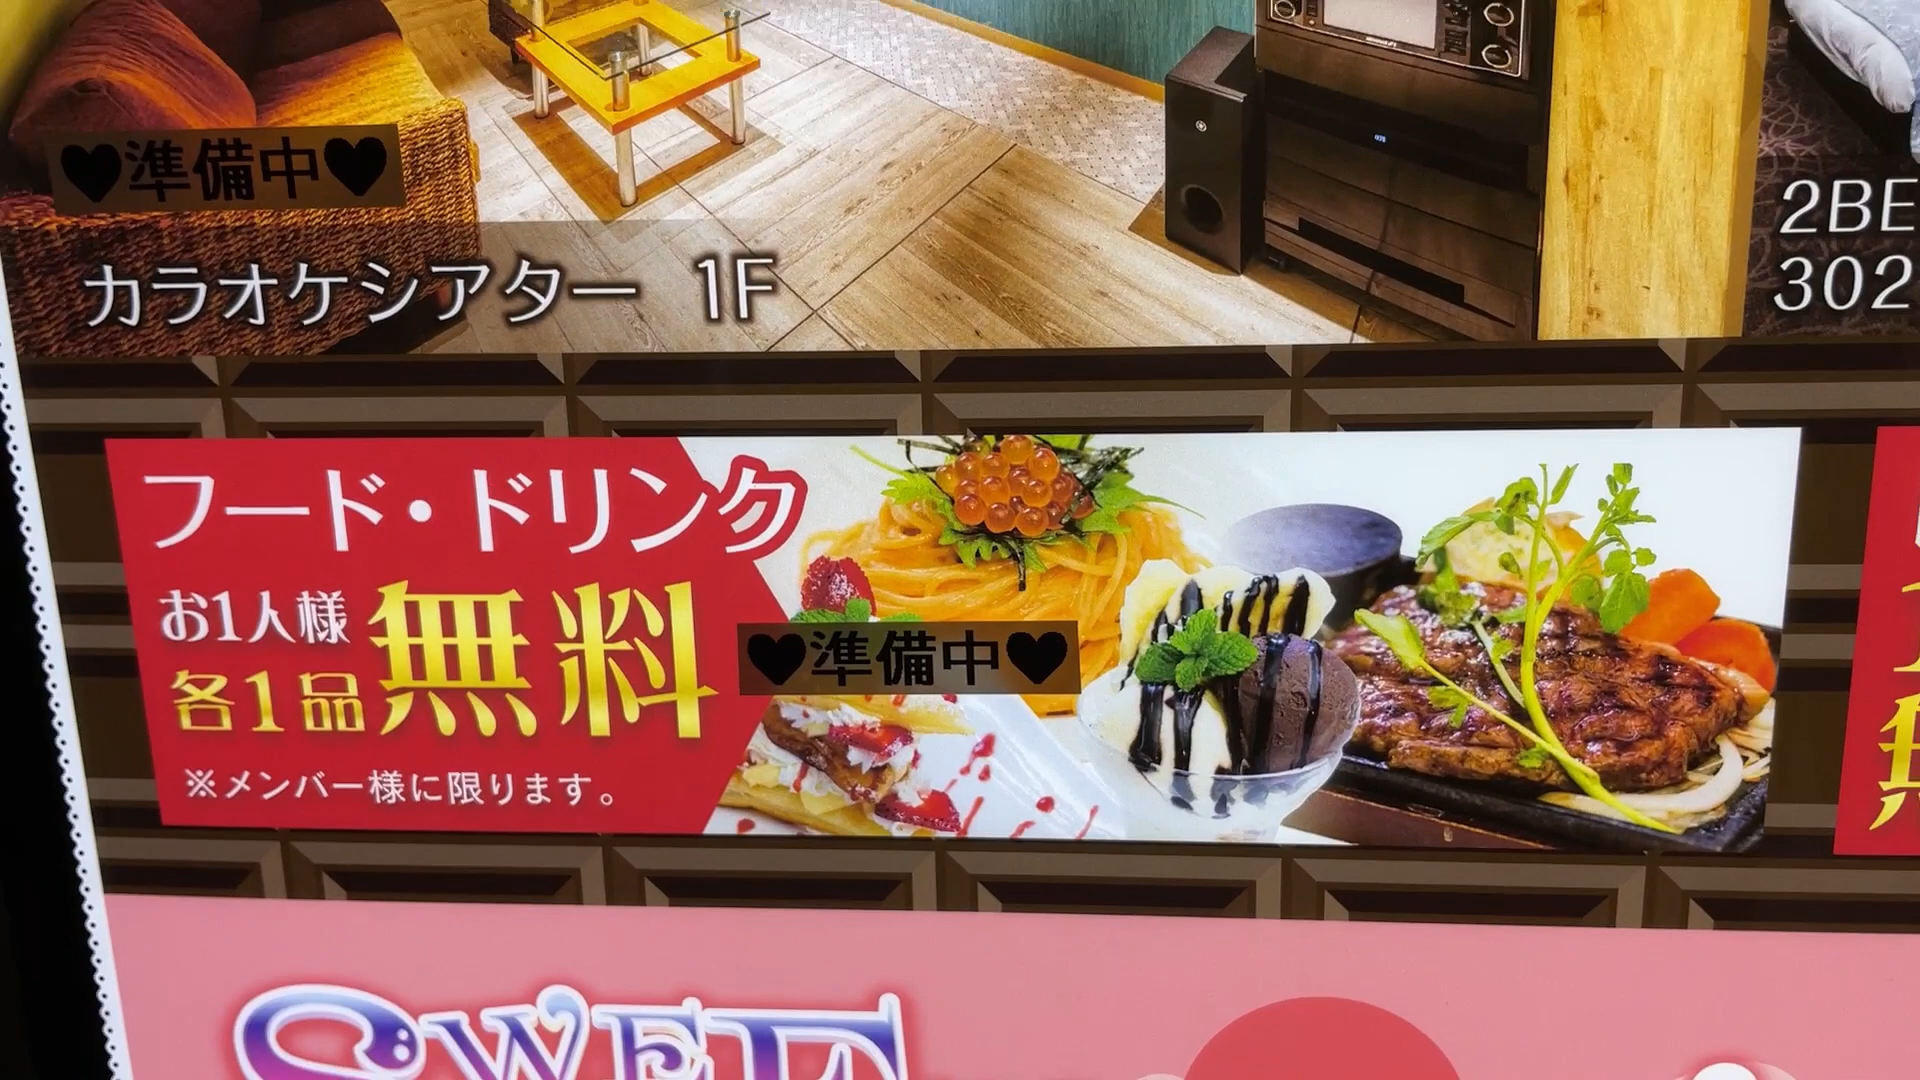 ♥準備中♥
カラオケシアター 1F
2BE
302
フード・ドリンク
お1人様
各1品
無料
♥準備中♥
※メンバー様に限ります。
SWEE